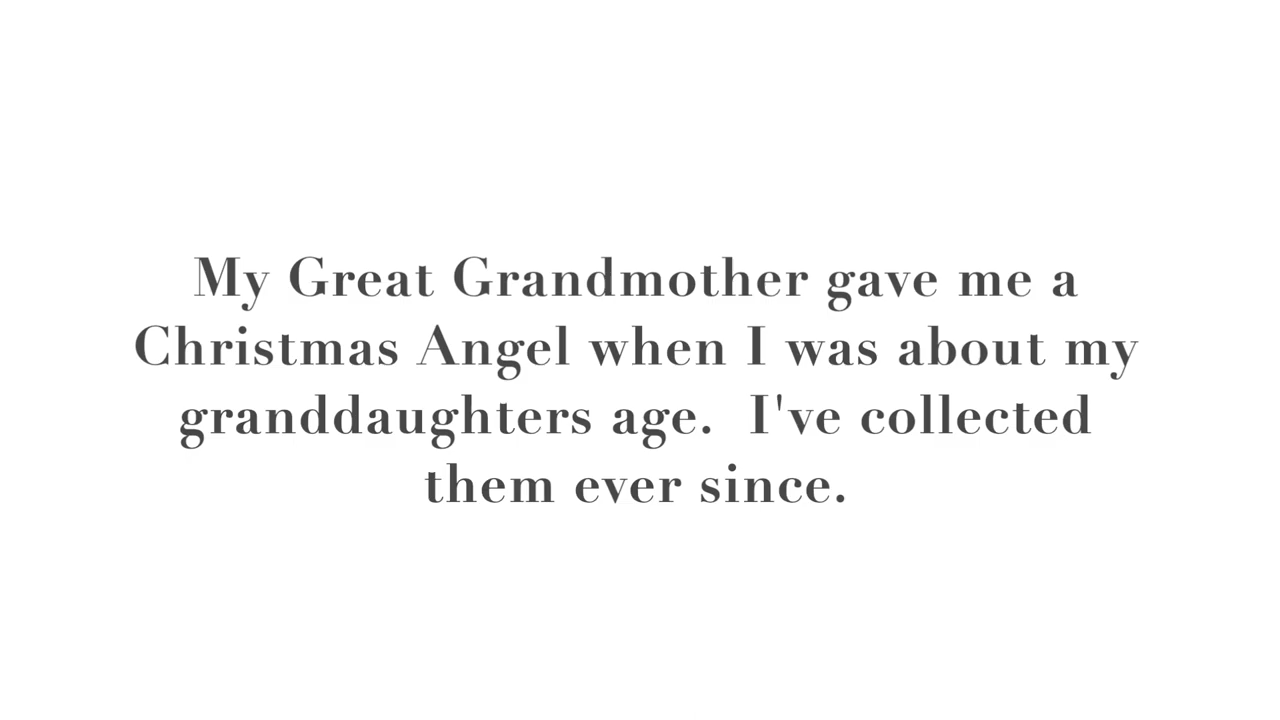 My Great Grandmother gave me a
Christmas Angel when I was about my
granddaughters age.  I've collected
them ever since.